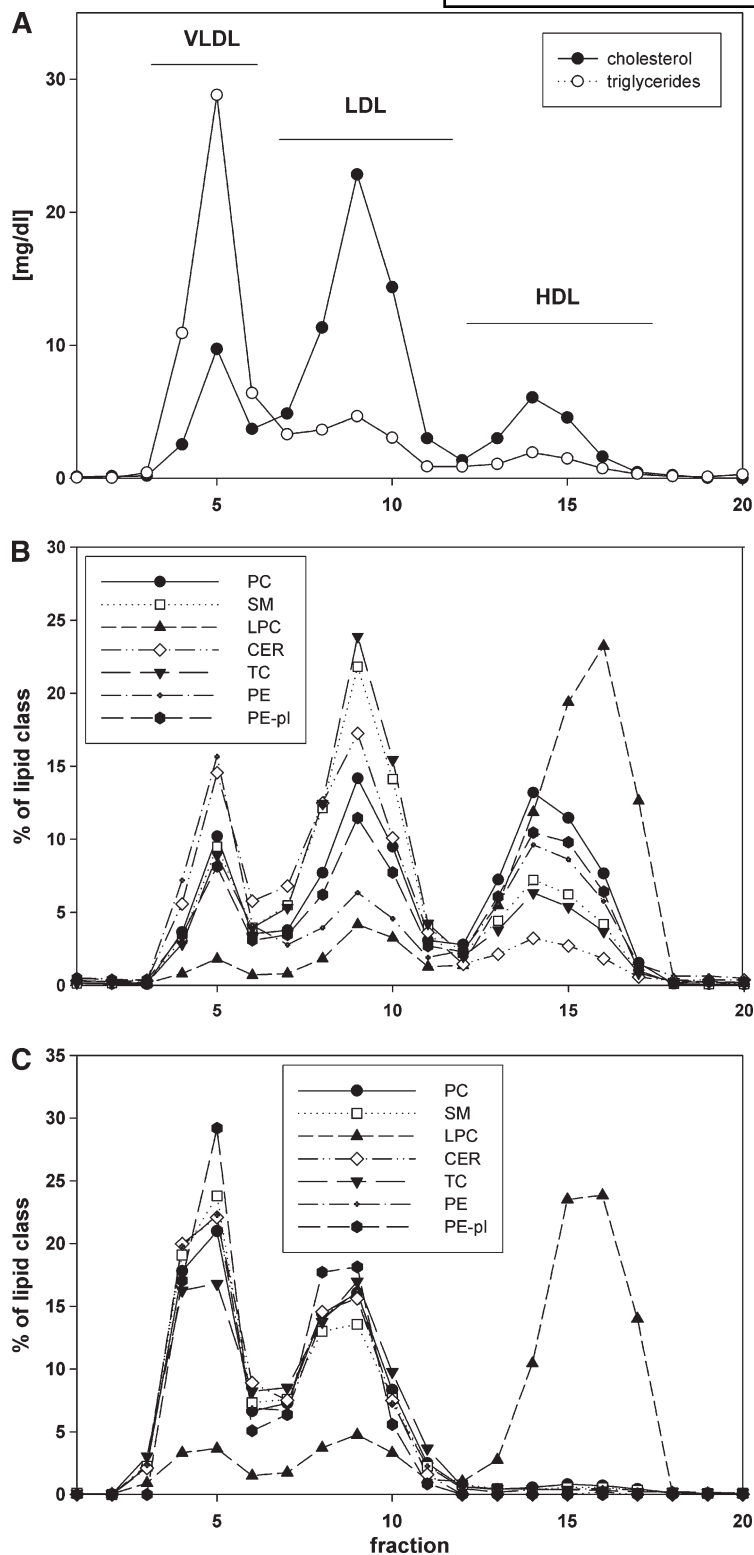 A
VLDL
LDL
HDL
cholesterol
triglycerides
[mg/dl]
30
20
10
0
5
10
15
20
B
PC
SM
LPC
CER
TC
PE
PE-pl
% of lipid class
30
25
20
15
10
5
0
5
10
15
20
C
PC
SM
LPC
CER
TC
PE
PE-pl
% of lipid class
35
30
25
20
15
10
5
0
5
10
15
20
fraction